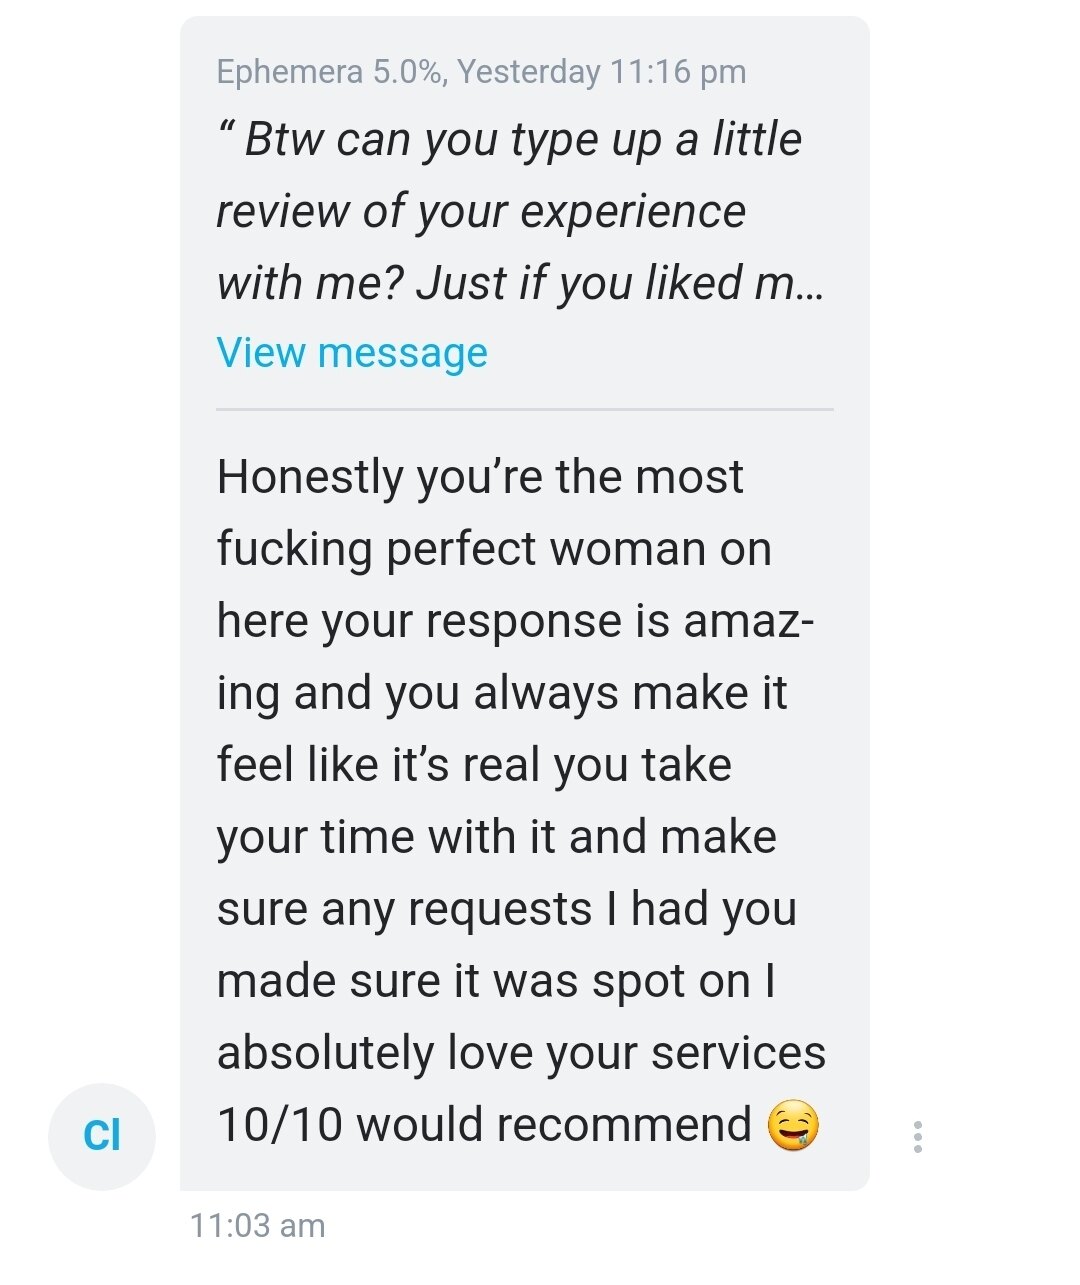 Ephemera 5.0%, Yesterday 11:16 pm
“ Btw can you type up a little
review of your experience
with me? Just if you liked m...
View message
Honestly you’re the most
fucking perfect woman on
here your response is amaz-
ing and you always make it
feel like it’s real you take
your time with it and make
sure any requests I had you
made sure it was spot on I
absolutely love your services
10/10 would recommend 🤤
Cl
11:03 am